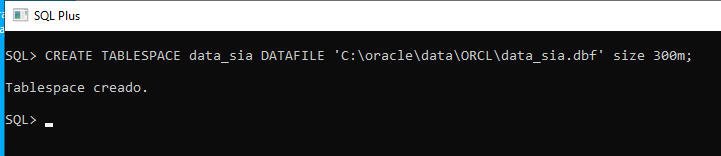 SQL Plus
SQL> CREATE TABLESPACE data_sia DATAFILE 'C:\oracle\data\ORCL\data_sia.dbf' size 300m;
Tablespace creado.
SQL>